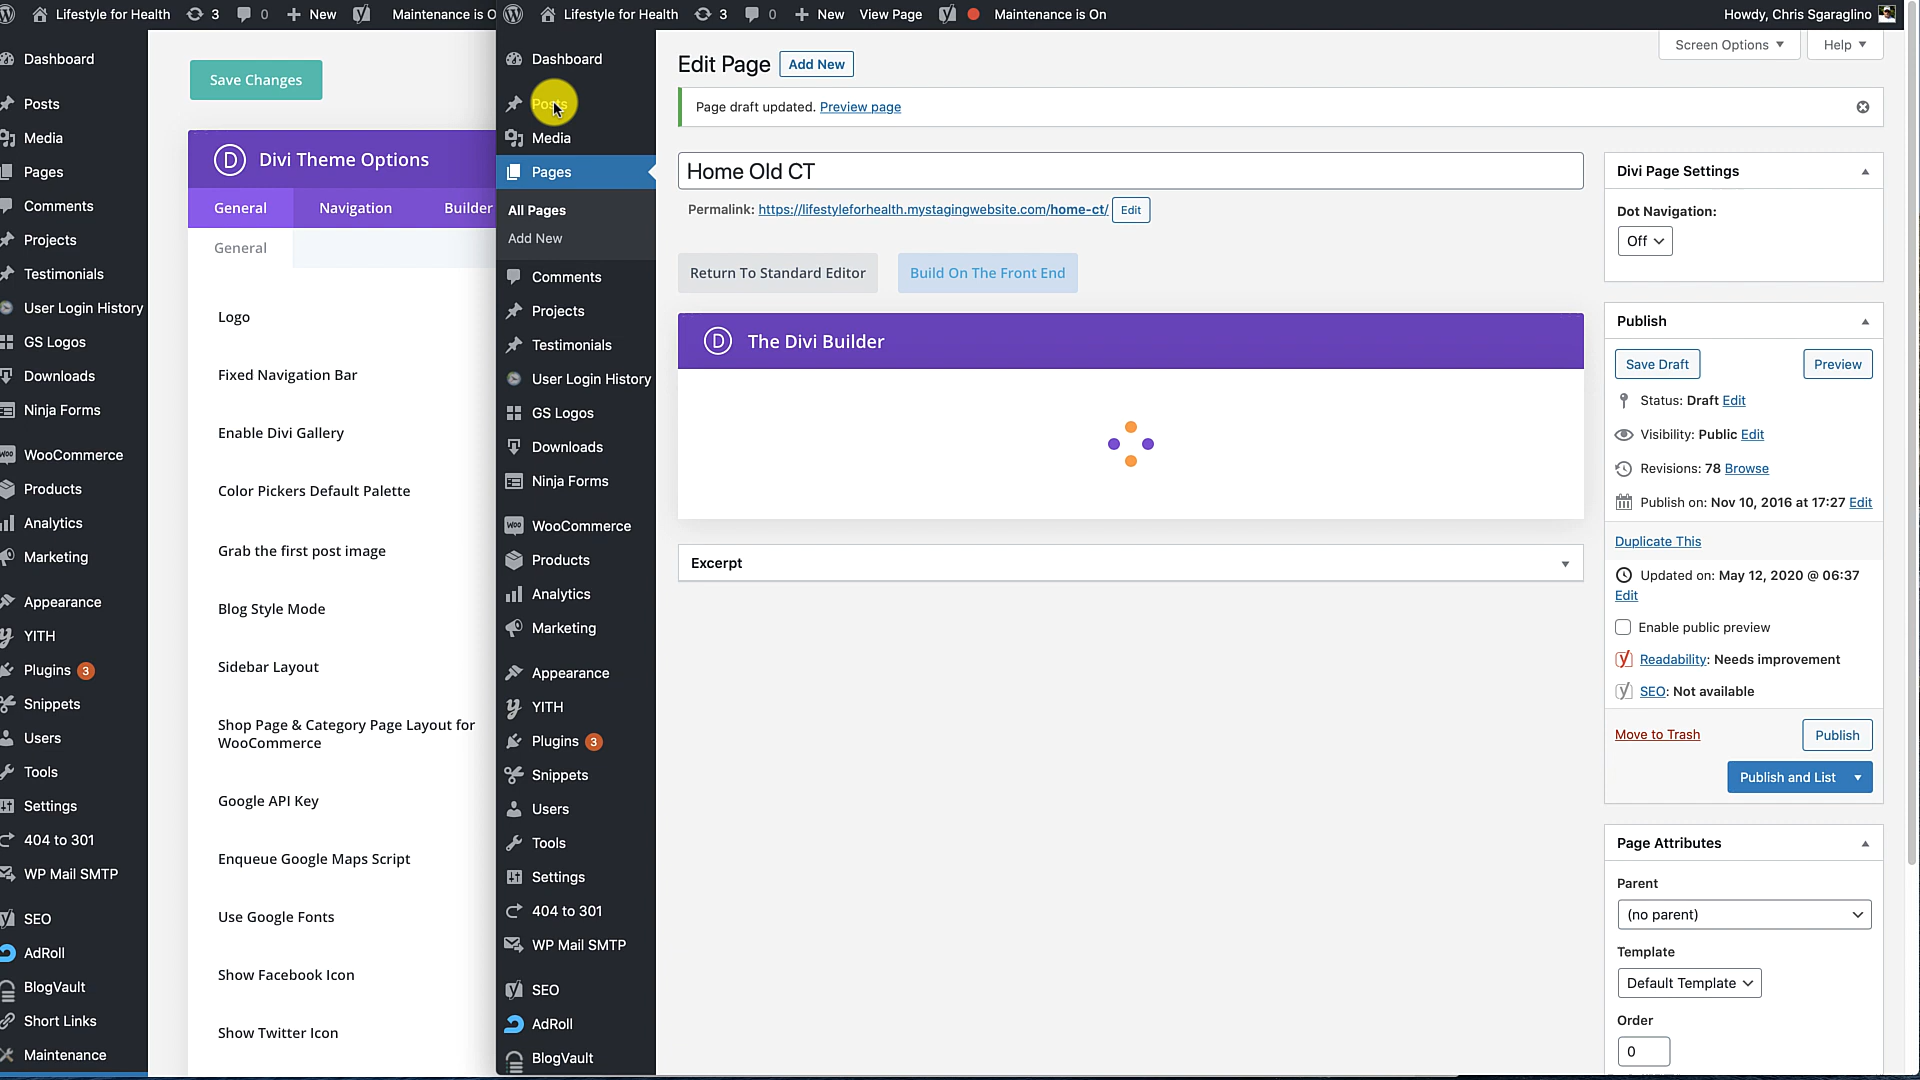 Lifestyle for Health
3
0
New
Maintenance is O
Dashboard
Posts
Media
Pages
Comments
Projects
Testimonials
User Login History
GS Logos
Downloads
Ninja Forms
WooCommerce
Products
Analytics
Marketing
Appearance
YITH
Plugins 3
Snippets
Users
Tools
Settings
404 to 301
WP Mail SMTP
SEO
AdRoll
BlogVault
Short Links
Maintenance
Save Changes
D Divi Theme Options
General
Navigation
Builder
General
Logo
Fixed Navigation Bar
Enable Divi Gallery
Color Pickers Default Palette
Grab the first post image
Blog Style Mode
Sidebar Layout
Shop Page & Category Page Layout for
WooCommerce
Google API Key
Enqueue Google Maps Script
Use Google Fonts
Show Facebook Icon
Show Twitter Icon
Lifestyle for Health
3
0
New
View Page
Maintenance is On
Howdy, Chris Sgaraglino
Dashboard
Posts
Media
Pages
All Pages
Add New
Comments
Projects
Testimonials
User Login History
GS Logos
Downloads
Ninja Forms
Woo WooCommerce
Products
Analytics
Marketing
Appearance
YITH
Plugins 3
Snippets
Users
Tools
Settings
404 to 301
WP Mail SMTP
SEO
AdRoll
BlogVault
Screen Options
Help
Edit Page
Add New
Page draft updated. Preview page
Home Old CT
Permalink: https://lifestyleforhealth.mystagingwebsite.com/home-ct/ Edit
Return To Standard Editor
Build On The Front End
D The Divi Builder
Excerpt
Divi Page Settings
Dot Navigation:
Off
Publish
Save Draft
Preview
Status: Draft Edit
Visibility: Public Edit
Revisions: 78 Browse
Publish on: Nov 10, 2016 at 17:27 Edit
Duplicate This
Updated on: May 12, 2020 @ 06:37
Edit
Enable public preview
Readability: Needs improvement
SEO: Not available
Move to Trash
Publish
Publish and List
Page Attributes
Parent
(no parent)
Template
Default Template
Order
0